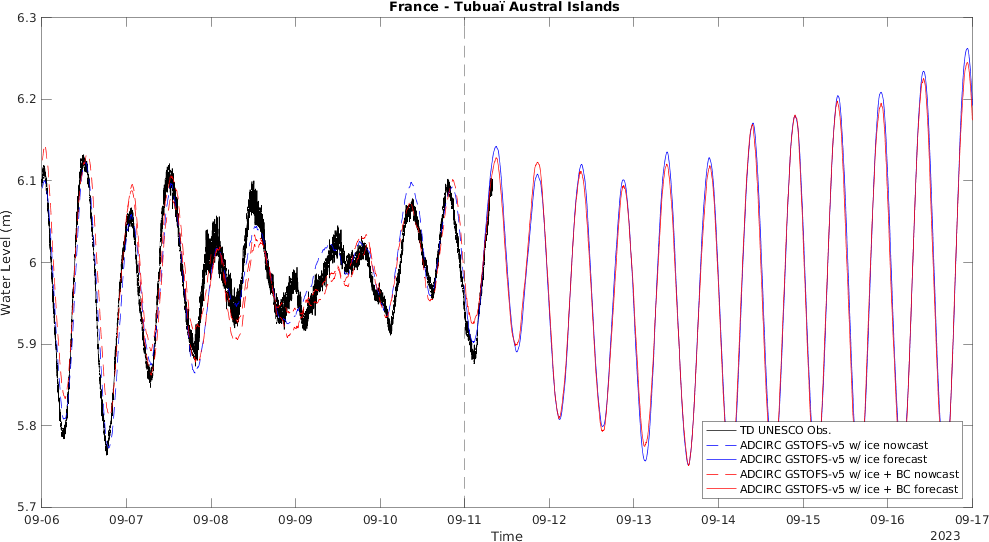 France - Tubuaï Austral Islands
6.3
6.2
6.1
6
5.9
5.8
5.7
Water Level (m)
TD UNESCO Obs.
ADCIRC GSTOFS-v5 w/ ice nowcast
ADCIRC GSTOFS-v5 w/ ice forecast
ADCIRC GSTOFS-v5 w/ ice + BC nowcast
ADCIRC GSTOFS-v5 w/ ice + BC forecast
09-06 09-07 09-08 09-09 09-10 09-11 09-12 09-13 09-14 09-15 09-16 09-17
Time
2023